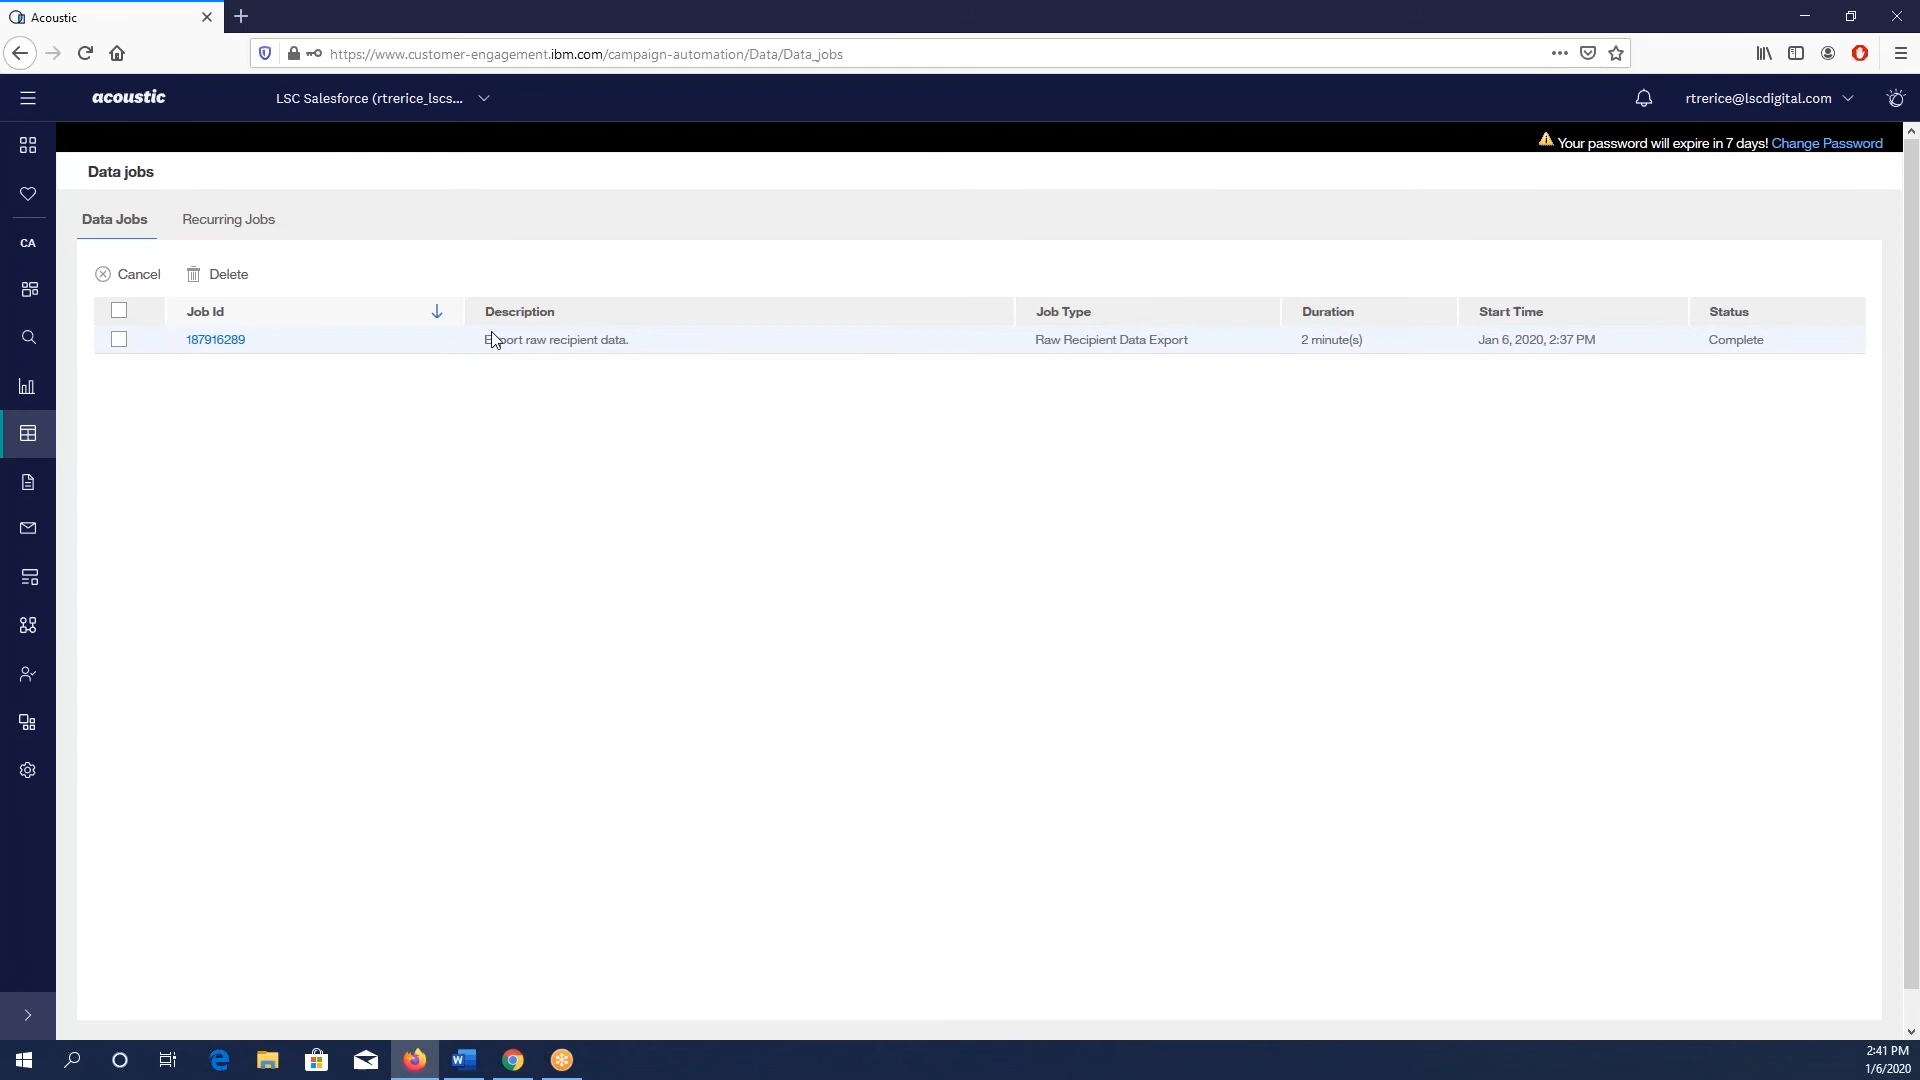 Acoustic
https://www.customer-engagement.ibm.com/campaign-automation/Data/Data_jobs
acoustic
LSC Salesforce (rtrerice_lscs...
rtrerice@lscdigital.com
Your password will expire in 7 days! Change Password
Data jobs
Data Jobs
Recurring Jobs
CA
Cancel
Delete
Job Id
Description
Job Type
Duration
Start Time
Status
187916289
Export raw recipient data.
Raw Recipient Data Export
2 minute(s)
Jan 6, 2020, 2:37 PM
Complete
2:41 PM
1/6/2020